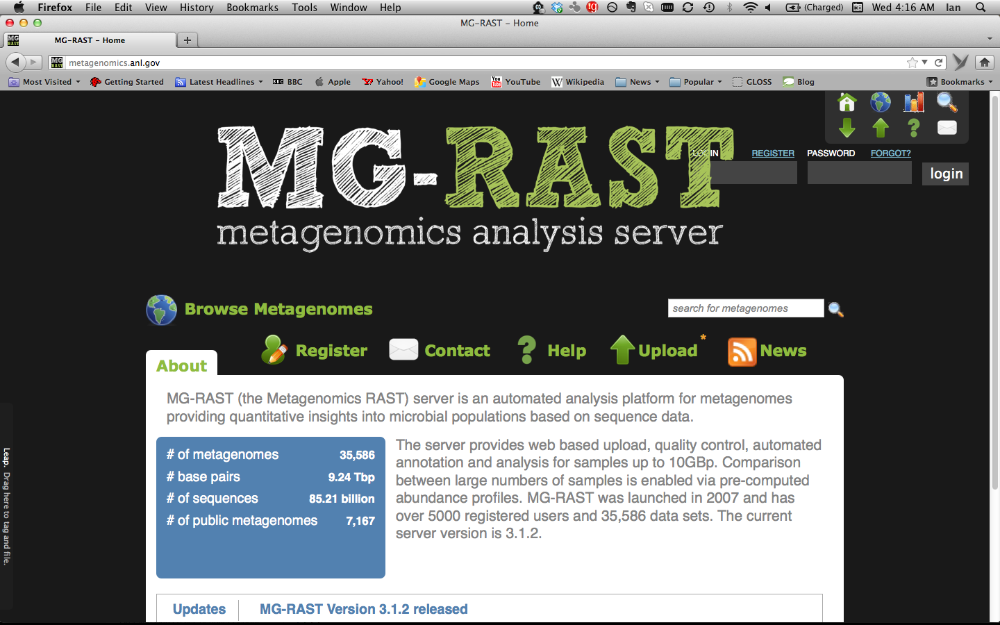 Firefox File Edit View History Bookmarks Tools Window Help (Charged) Wed 4:16 AM Ian
MG-RAST - Home
MG-RAST - Home
metagenomics.anl.gov
Most Visited Getting Started Latest Headlines BBC BBC Apple Yahoo! Google Maps You Tube YouTube W Wikipedia News Popular GLOSS Blog Bookmarks
MG-RAST
metagenomics analysis server
LOGIN REGISTER PASSWORD FORGOT?
login
Browse Metagenomes
search for metagenomes
Register Contact Help Upload * News
About
MG-RAST (the Metagenomics RAST) server is an automated analysis platform for metagenomes
providing quantitative insights into microbial populations based on sequence data.
# of metagenomes 35,586
# base pairs 9.24 Tbp
# of sequences 85.21 billion
# of public metagenomes 7,167
The server provides web based upload, quality control, automated
annotation and analysis for samples up to 10GBp. Comparison
between large numbers of samples is enabled via pre-computed
abundance profiles. MG-RAST was launched in 2007 and has
over 5000 registered users and 35,586 data sets. The current
server version is 3.1.2.
Leap. Drag here to tag and file.
Updates MG-RAST Version 3.1.2 released